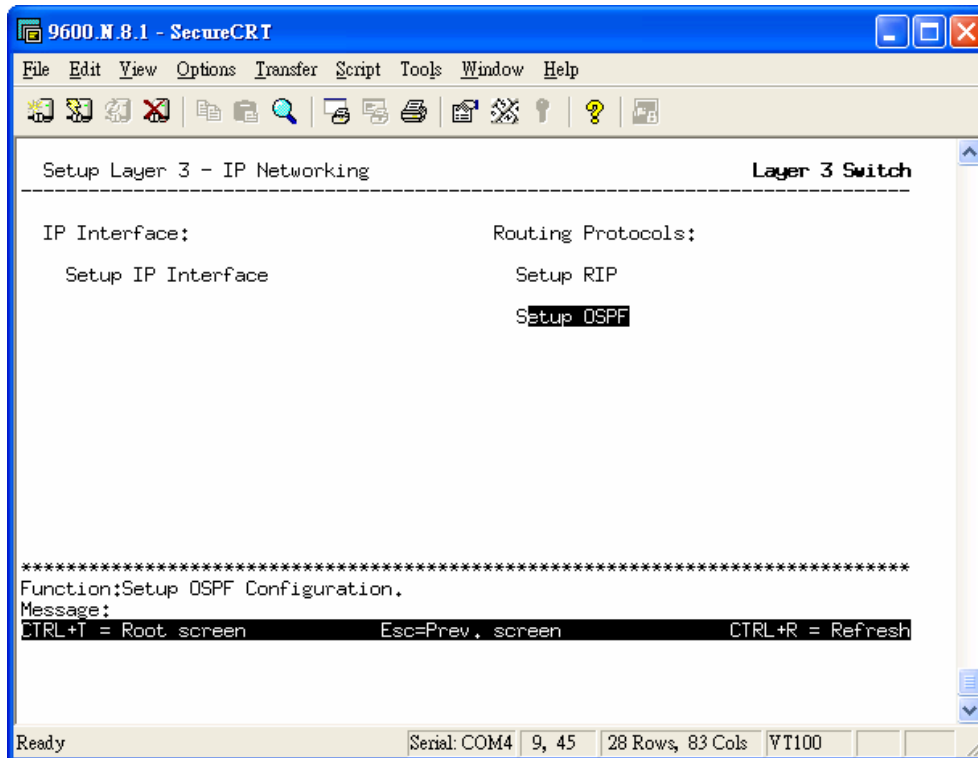 9600.N.8.1 - SecureCRT
File Edit View Options Transfer Script Tools Window Help
Setup Layer 3 - IP Networking Layer 3 Switch
--------------------------------------------------------------------------------
IP Interface: Routing Protocols:
Setup IP Interface Setup RIP
Setup OSPF
********************************************************************************
Function:Setup OSPF Configuration.
Message:
CTRL+T = Root screen Esc=Prev. screen CTRL+R = Refresh
Ready Serial: COM4 9, 45 28 Rows, 83 Cols VT100